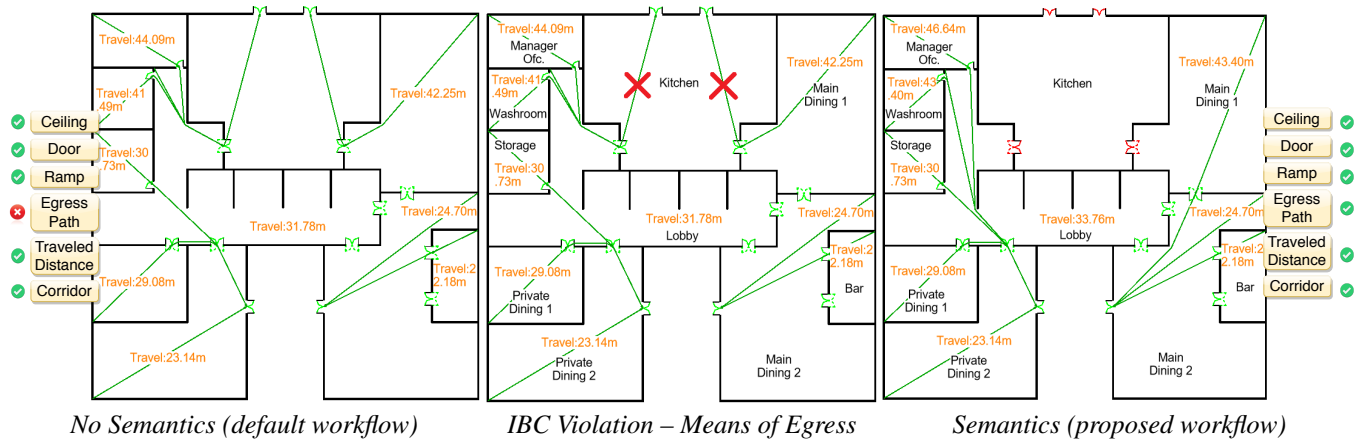 Travel:44.09m
Travel:41
.49m
Travel:42.25m
Ceiling
Door
Ramp
Egress
Path
Traveled
Distance
Corridor
Travel:30
.73m
Travel:31.78m
Travel:24.70m
Travel:29.08m
Travel:2
2.18m
Travel:23.14m
No Semantics (default workflow)
Travel:44.09m
Manager
Ofc.
Kitchen
Travel:41
.49m
Travel:42.25m
Main
Dining 1
Washroom
Storage
Travel:30
.73m
Travel:31.78m
Lobby
Travel:24.70m
Travel:29.08m
Private
Dining 1
Travel:2
2.18m
Bar
Travel:23.14m
Private
Dining 2
Main
Dining 2
IBC Violation – Means of Egress
Travel:46.64m
Manager
Ofc.
Kitchen
Travel:43
.40m
Travel:43.40m
Main
Dining 1
Washroom
Storage
Travel:30
.73m
Travel:33.76m
Lobby
Travel:24.70m
Travel:29.08m
Private
Dining 1
Travel:2
2.18m
Bar
Travel:23.14m
Private
Dining 2
Main
Dining 2
Ceiling
Door
Ramp
Egress
Path
Traveled
Distance
Corridor
Semantics (proposed workflow)